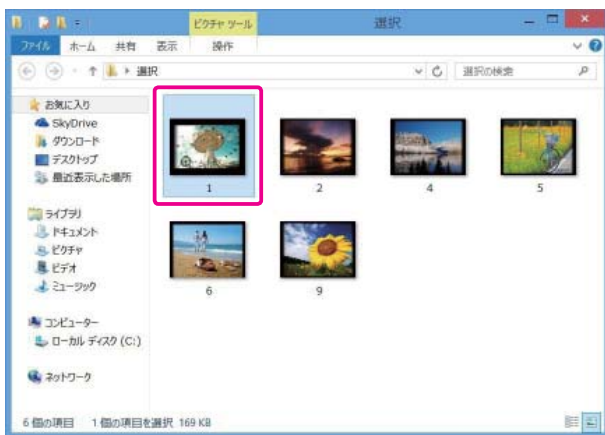 ピクチャ ツール
選択
ファイル
ホーム
共有
表示
操作
選択
選択の検索
お気に入り
SkyDrive
ダウンロード
デスクトップ
最近表示した場所
ライブラリ
ドキュメント
ピクチャ
ビデオ
ミュージック
コンピューター
ローカル ディスク (C:)
ネットワーク
1
2
4
5
6
9
6 個の項目
1 個の項目を選択 169 KB